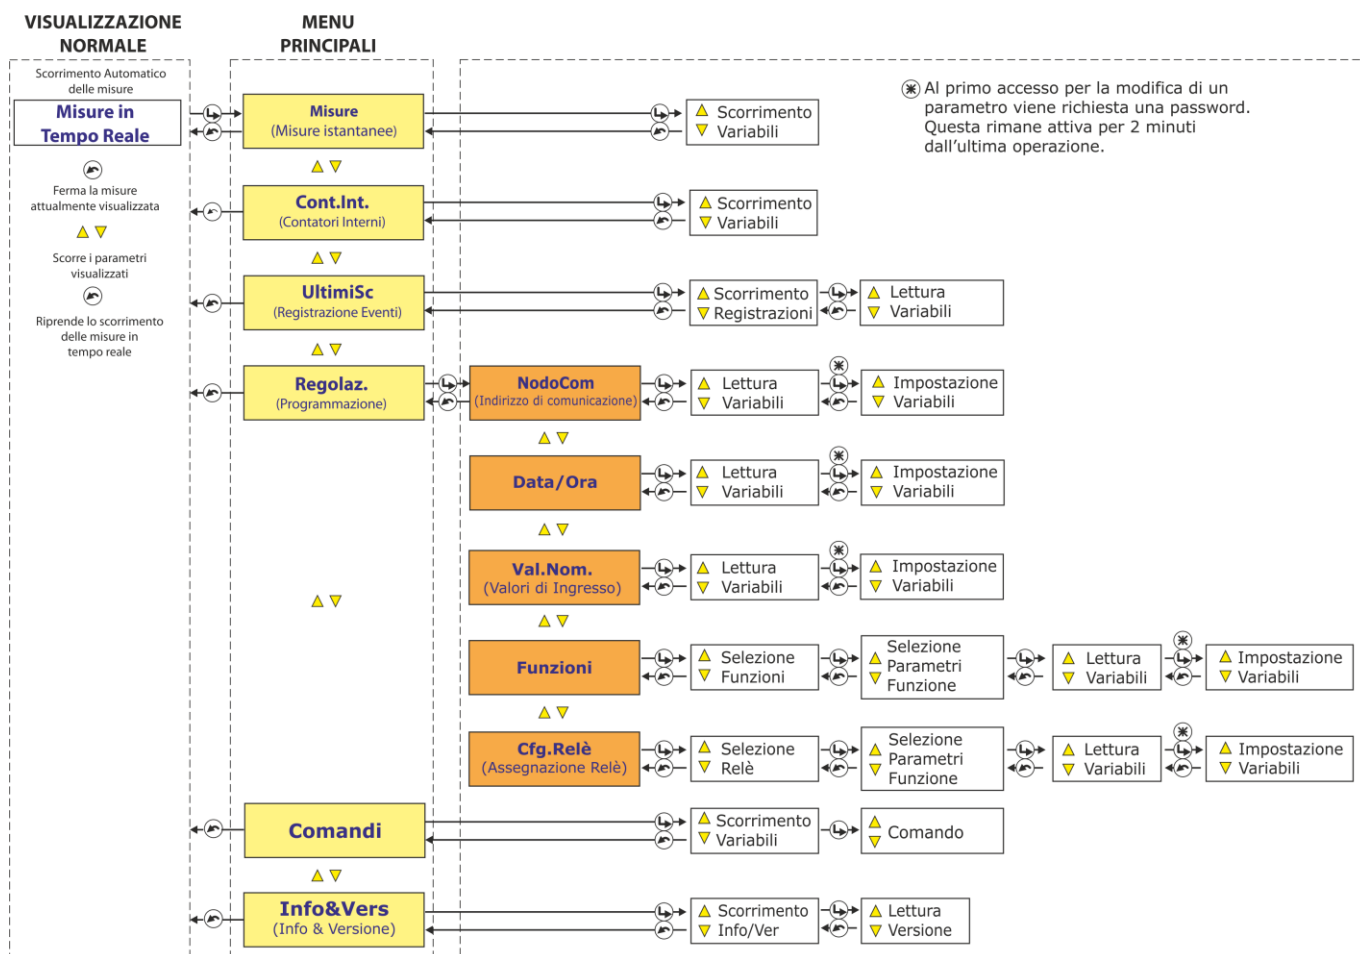 VISUALIZZAZIONE
NORMALE
MENU
PRINCIPALI
Scorrimento Automatico
delle misure
Misure in
Tempo Reale
Ferma la misure
attualmente visualizzata
Scorre i parametri
visualizzati
Riprende lo scorrimento
delle misure in
tempo reale
Misure
(Misure istantanee)
Scorrimento
Variabili
Al primo accesso per la modifica di un
parametro viene richiesta una password.
Questa rimane attiva per 2 minuti
dall'ultima operazione.
Cont.Int.
(Contatori Interni)
Scorrimento
Variabili
UltimiSc
(Registrazione Eventi)
Scorrimento
Registrazioni
Lettura
Variabili
Regolaz.
(Programmazione)
NodoCom
(Indirizzo di comunicazione)
Lettura
Variabili
Impostazione
Variabili
Data/Ora
Lettura
Variabili
Impostazione
Variabili
Val.Nom.
(Valori di Ingresso)
Lettura
Variabili
Impostazione
Variabili
Funzioni
Selezione
Funzioni
Selezione
Parametri
Funzione
Lettura
Variabili
Impostazione
Variabili
Cfg.Relè
(Assegnazione Relè)
Selezione
Relè
Selezione
Parametri
Funzione
Lettura
Variabili
Impostazione
Variabili
Comandi
Scorrimento
Variabili
Comando
Info&Vers
(Info & Versione)
Scorrimento
Info/Ver
Lettura
Versione